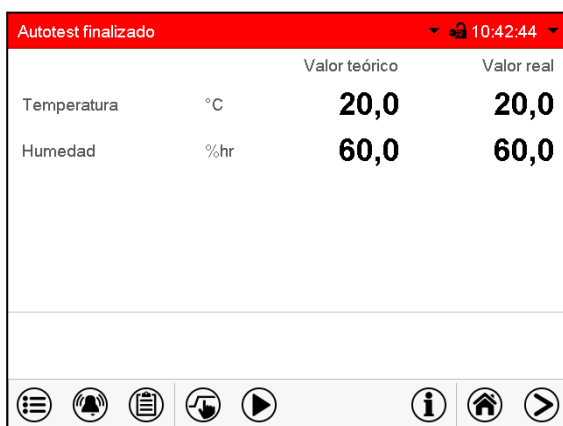 Autotest finalizado 10:42:44
Valor teórico Valor real
Temperatura °C 20,0 20,0
Humedad %hr 60,0 60,0